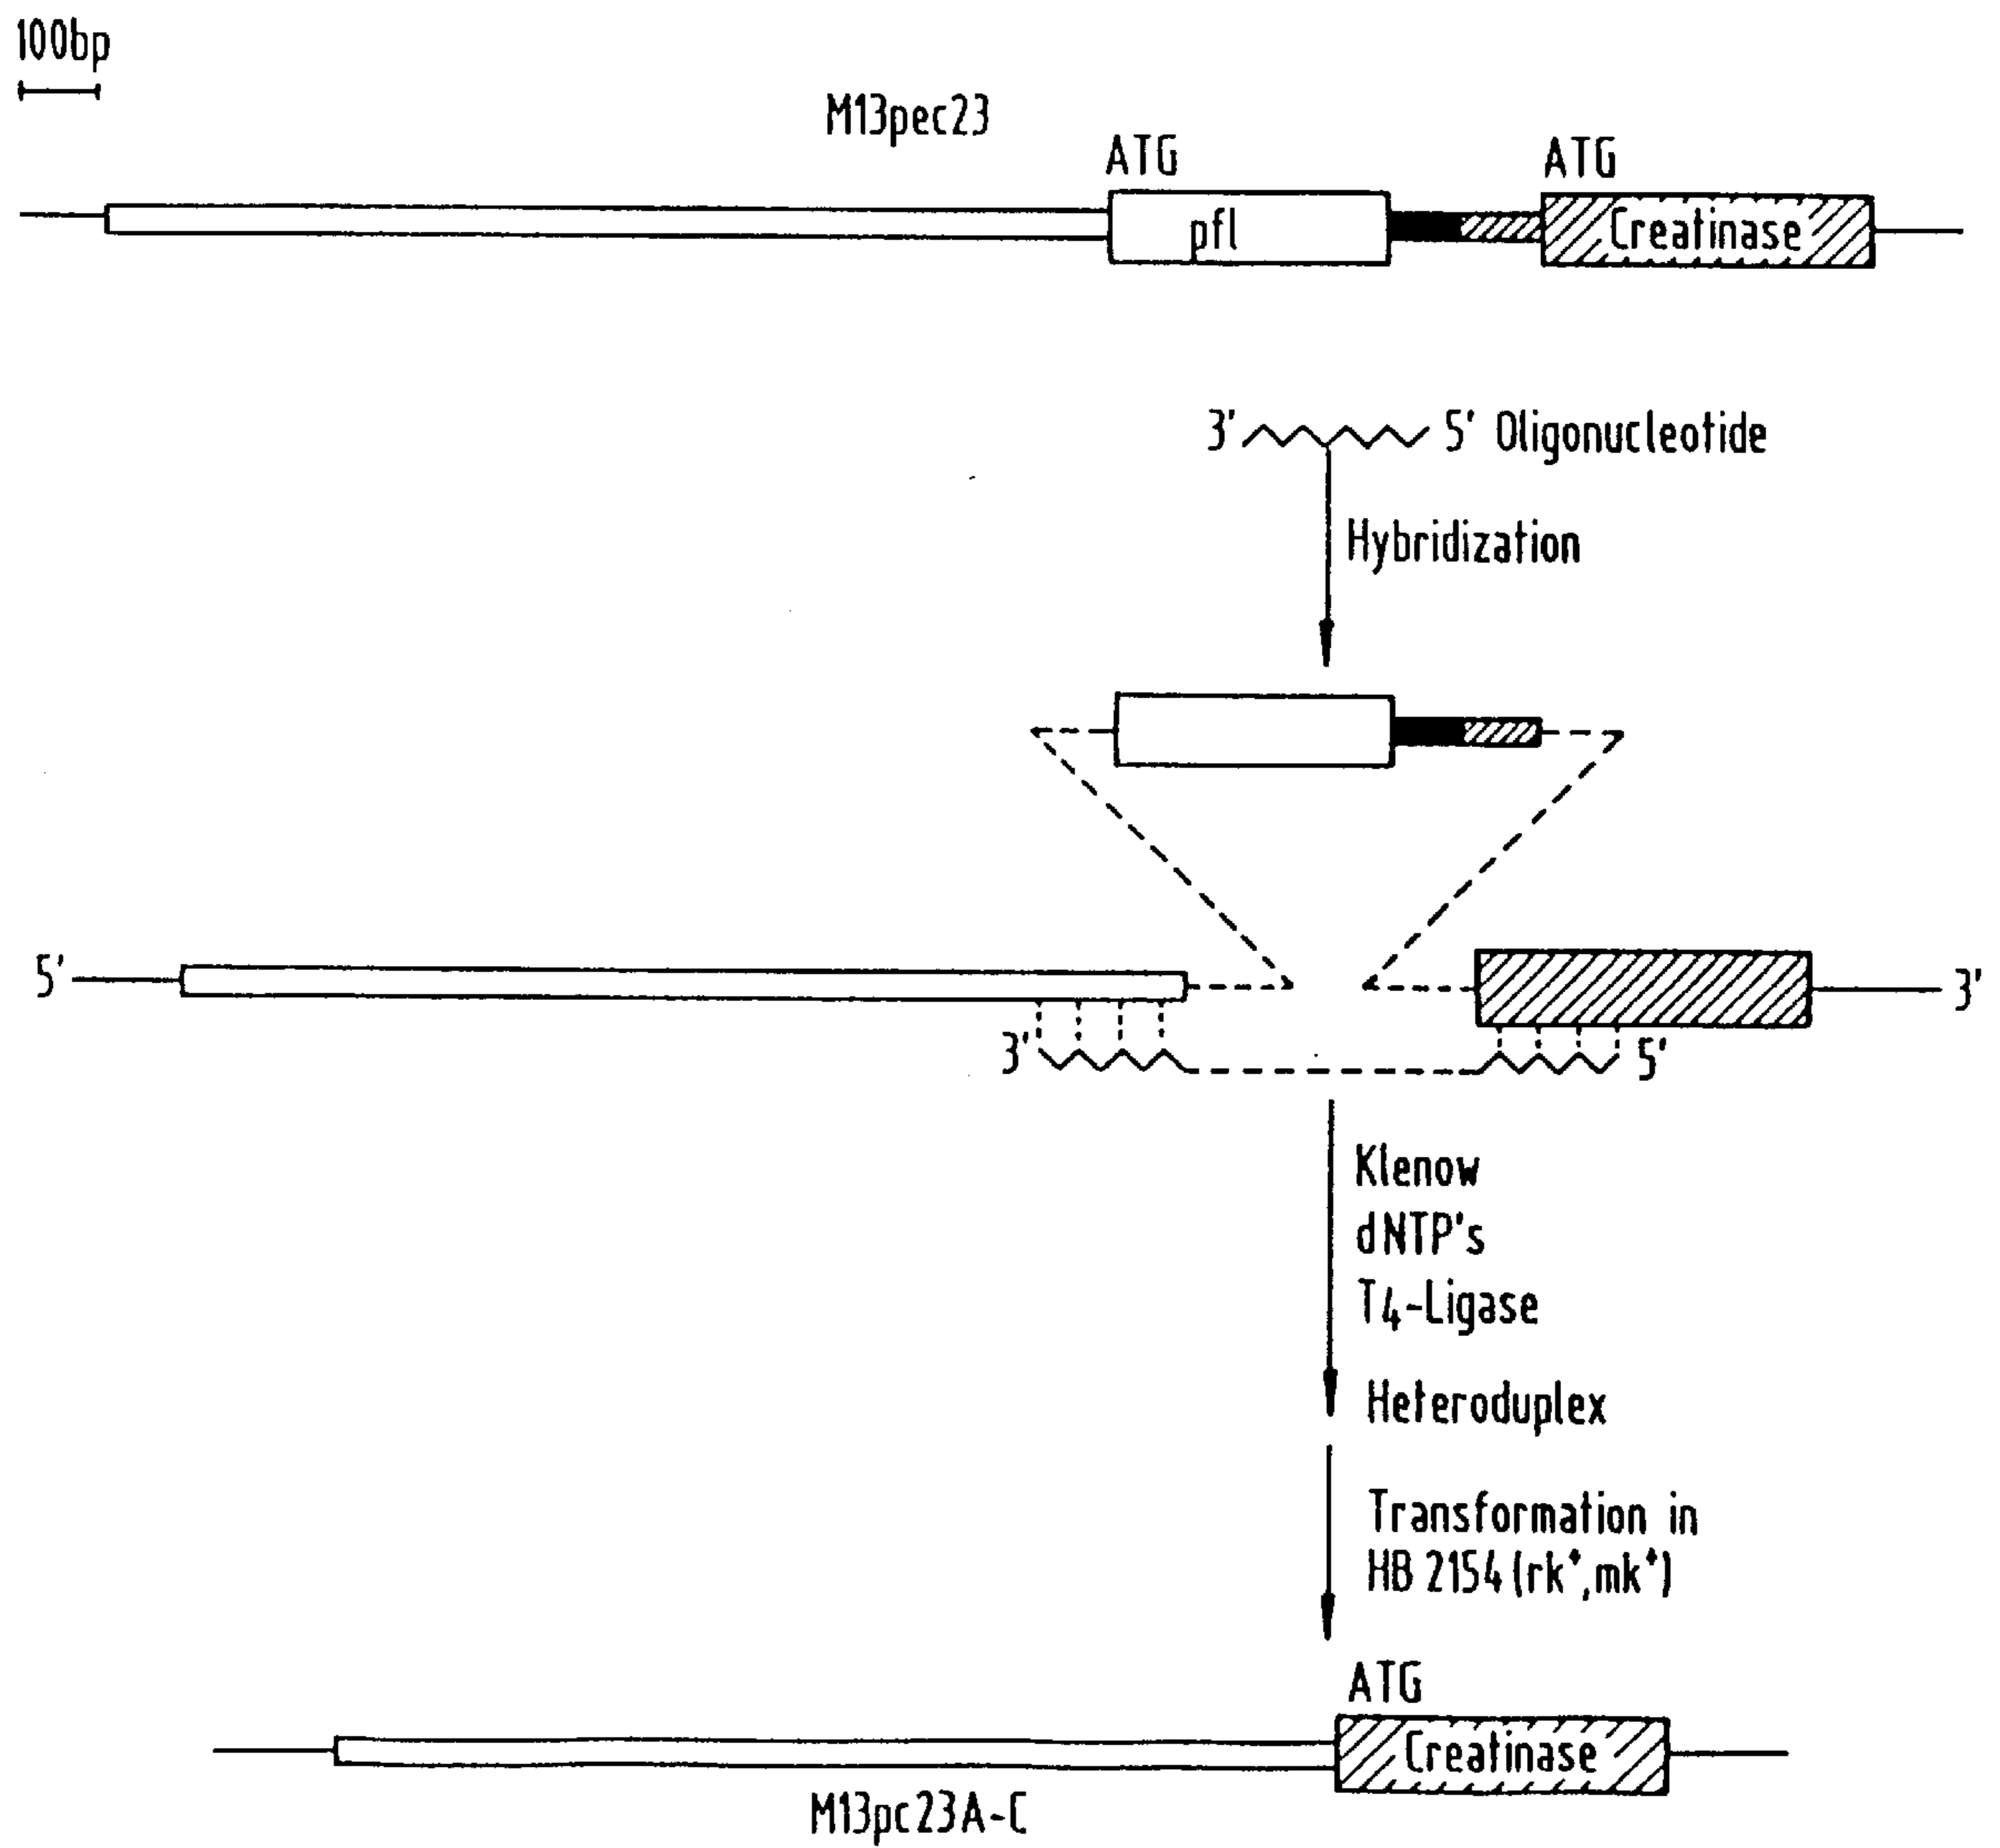 100bp
M13pec23
ATG
ATG
pfl
Creatinase
3' 5' Oligonucleotide
Hybridization
5'
3'
3'
5'
Klenow
dNTP's
T4-Ligase
Heteroduplex
Transformation in
HB 2154 (rk⁺,mk⁺)
ATG
Creatinase
M13pc23A-C